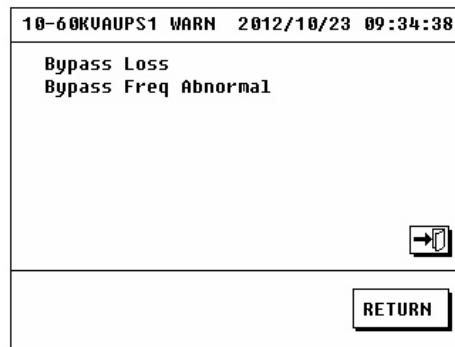 10-60KVAUPS1 WARN 2012/10/23 09:34:38
Bypass Loss
Bypass Freq Abnormal
RETURN